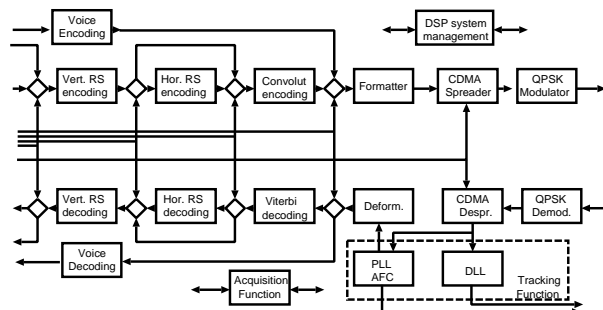 Voice
Encoding
DSP system
management
Vert. RS
encoding
Hor. RS
encoding
Convolut
encoding
Formatter
CDMA
Spreader
QPSK
Modulator
Vert. RS
decoding
Hor. RS
decoding
Viterbi
decoding
Deform.
CDMA
Despr.
QPSK
Demod.
Voice
Decoding
Acquisition
Function
PLL
AFC
DLL
Tracking
Function